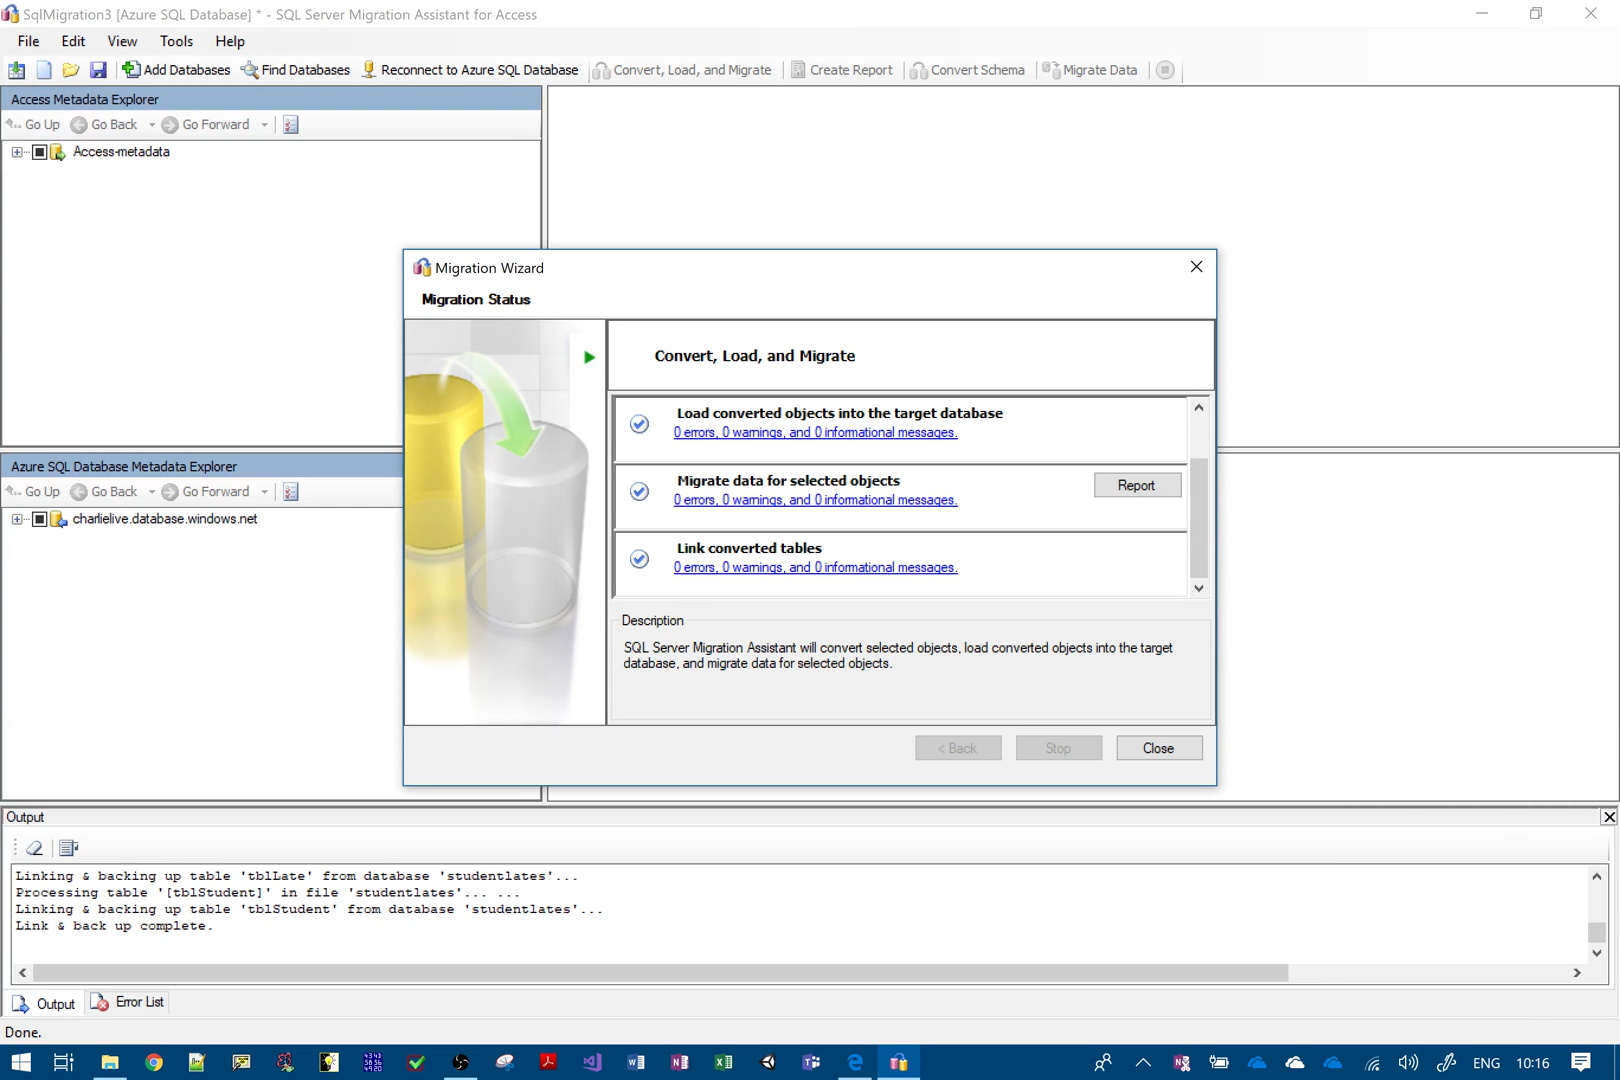 SqlMigration3 [Azure SQL Database] * - SQL Server Migration Assistant for Access
File Edit View Tools Help
Add Databases Find Databases Reconnect to Azure SQL Database Convert, Load, and Migrate Create Report Convert Schema Migrate Data
Access Metadata Explorer
Go Up Go Back Go Forward
Access-metadata
Migration Wizard
Migration Status
Convert, Load, and Migrate
Load converted objects into the target database
0 errors, 0 warnings, and 0 informational messages.
Migrate data for selected objects
0 errors, 0 warnings, and 0 informational messages.
Report
Link converted tables
0 errors, 0 warnings, and 0 informational messages.
Description
SQL Server Migration Assistant will convert selected objects, load converted objects into the target
database, and migrate data for selected objects.
< Back Stop Close
Azure SQL Database Metadata Explorer
Go Up Go Back Go Forward
charlielive.database.windows.net
Output
Linking & backing up table 'tblLate' from database 'studentlates'...
Processing table '[tblStudent]' in file 'studentlates'... ...
Linking & backing up table 'tblStudent' from database 'studentlates'...
Link & back up complete.
Output Error List
Done.
ENG 10:16